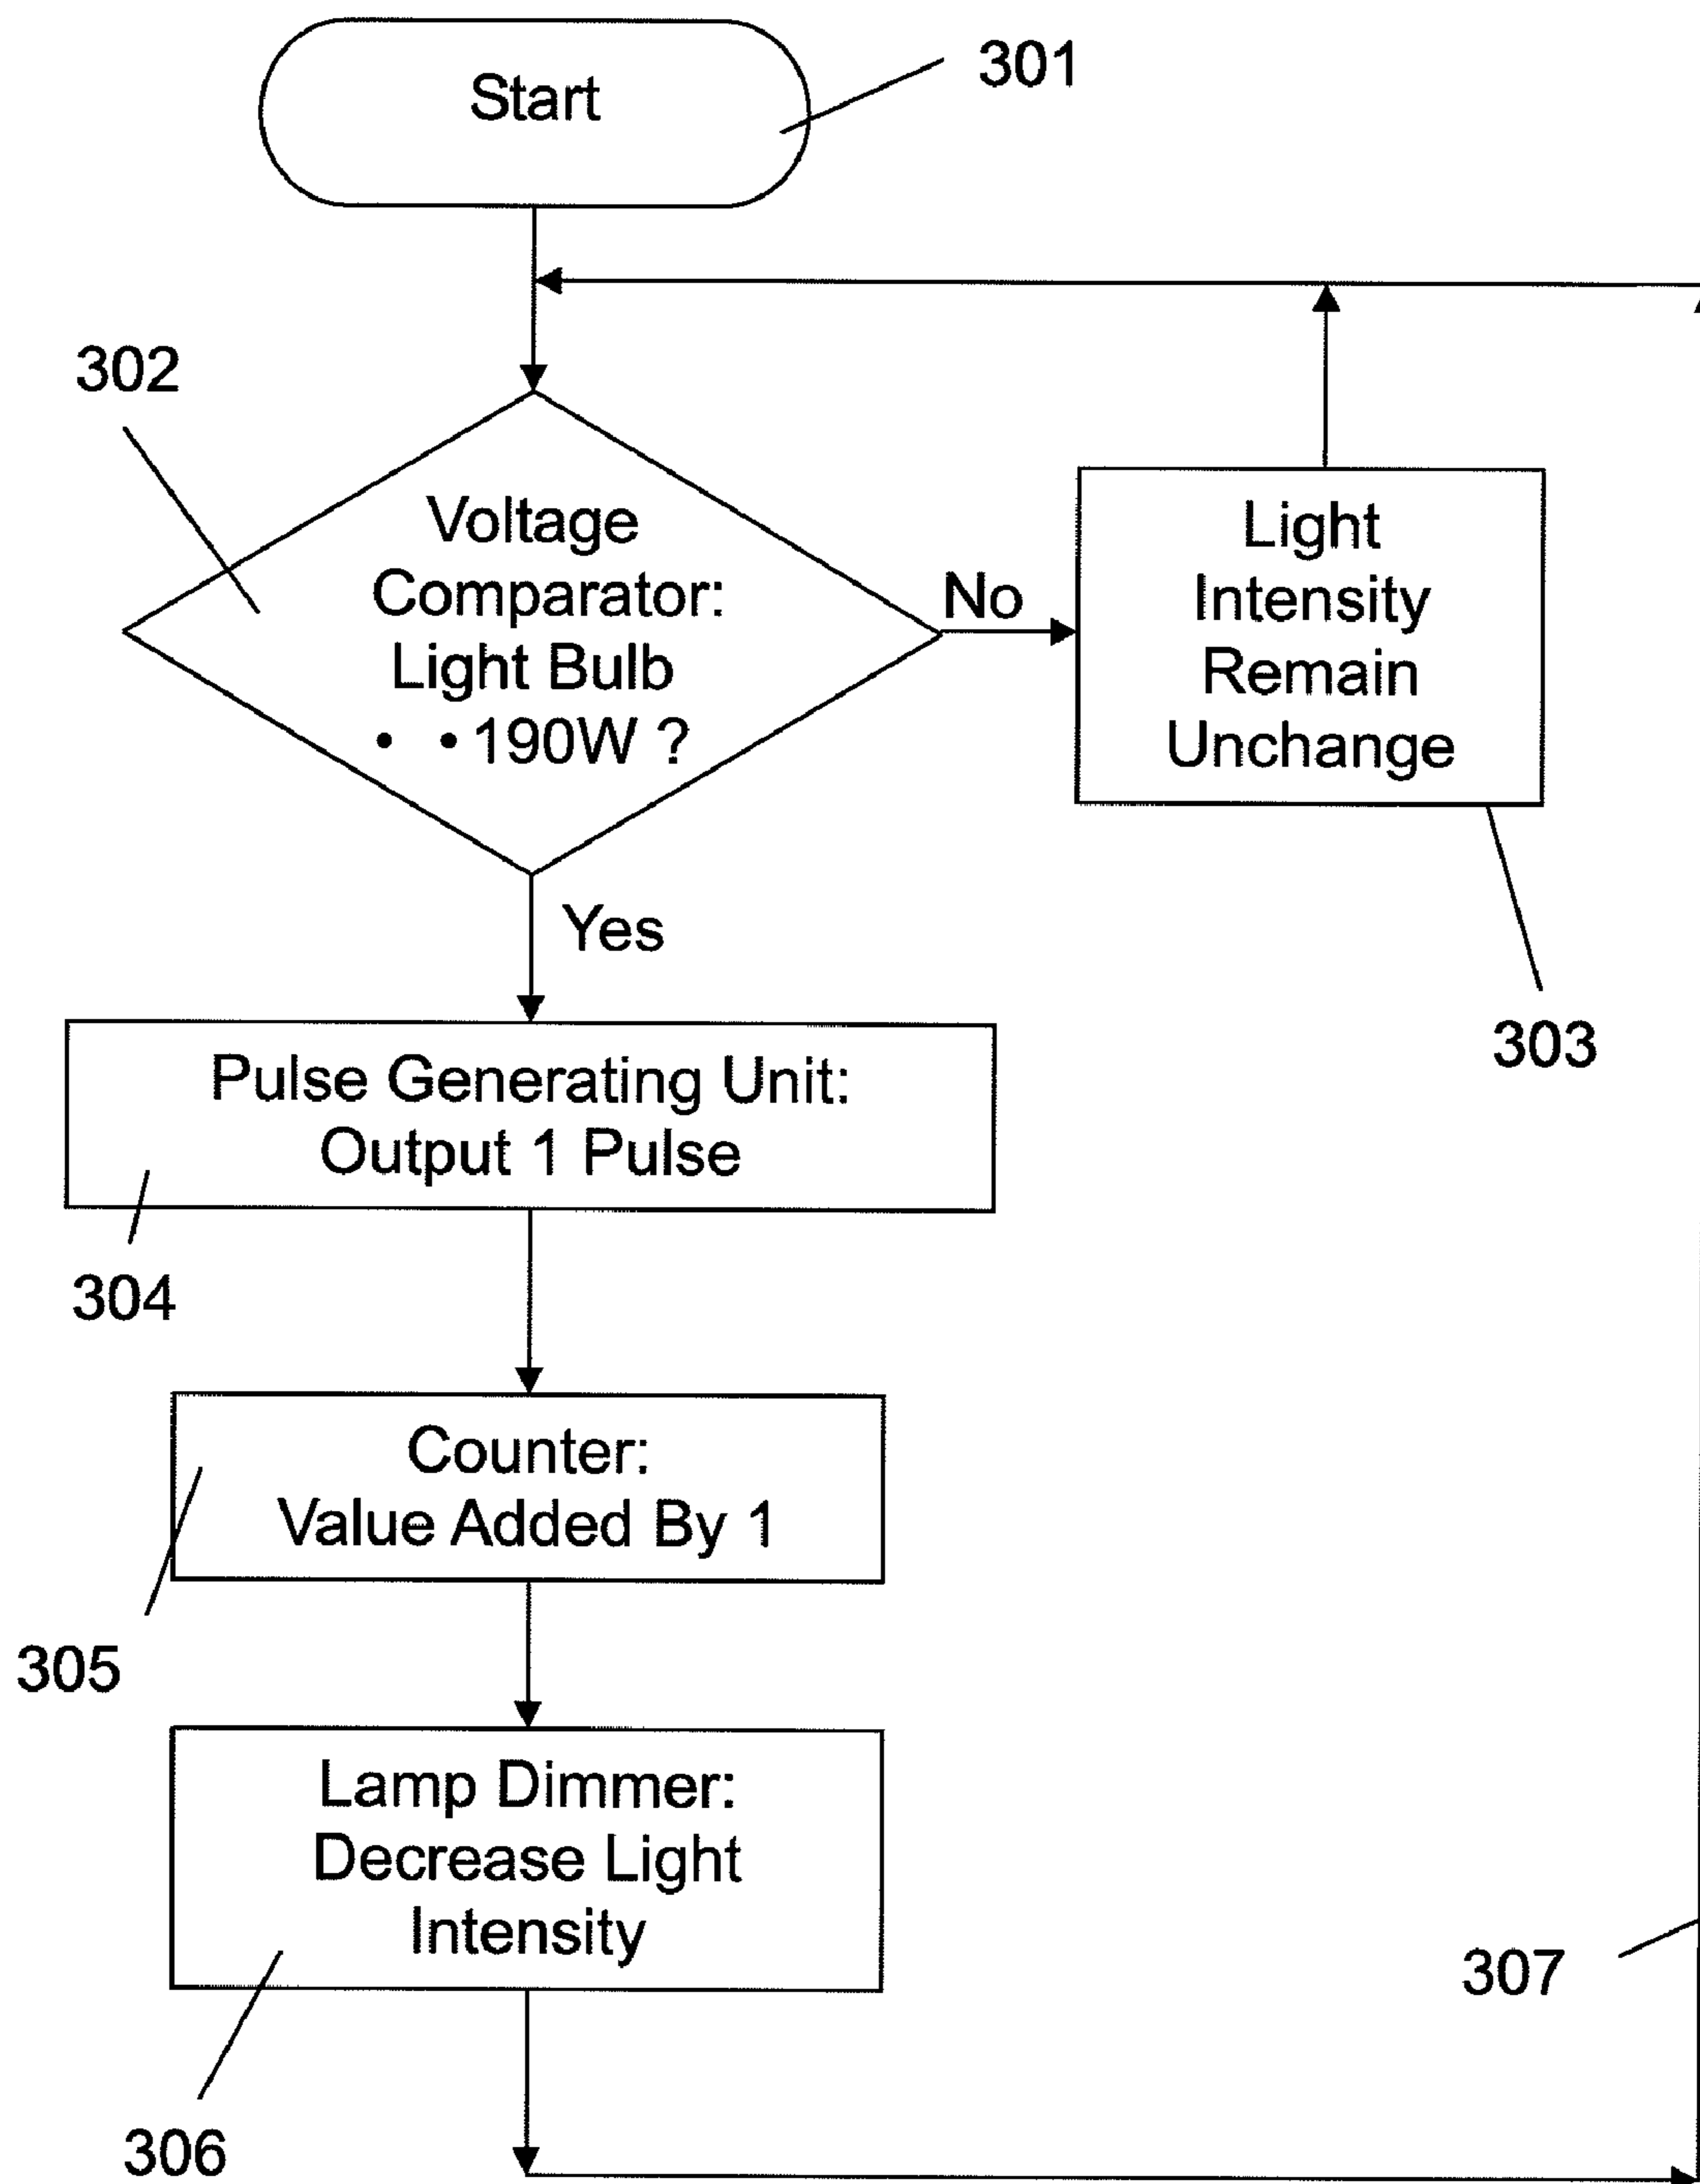 Start
301
302
Voltage
Comparator:
Light Bulb
• •190W ?
No
Light
Intensity
Remain
Unchange
303
Yes
Pulse Generating Unit:
Output 1 Pulse
304
Counter:
Value Added By 1
305
Lamp Dimmer:
Decrease Light
Intensity
306
307